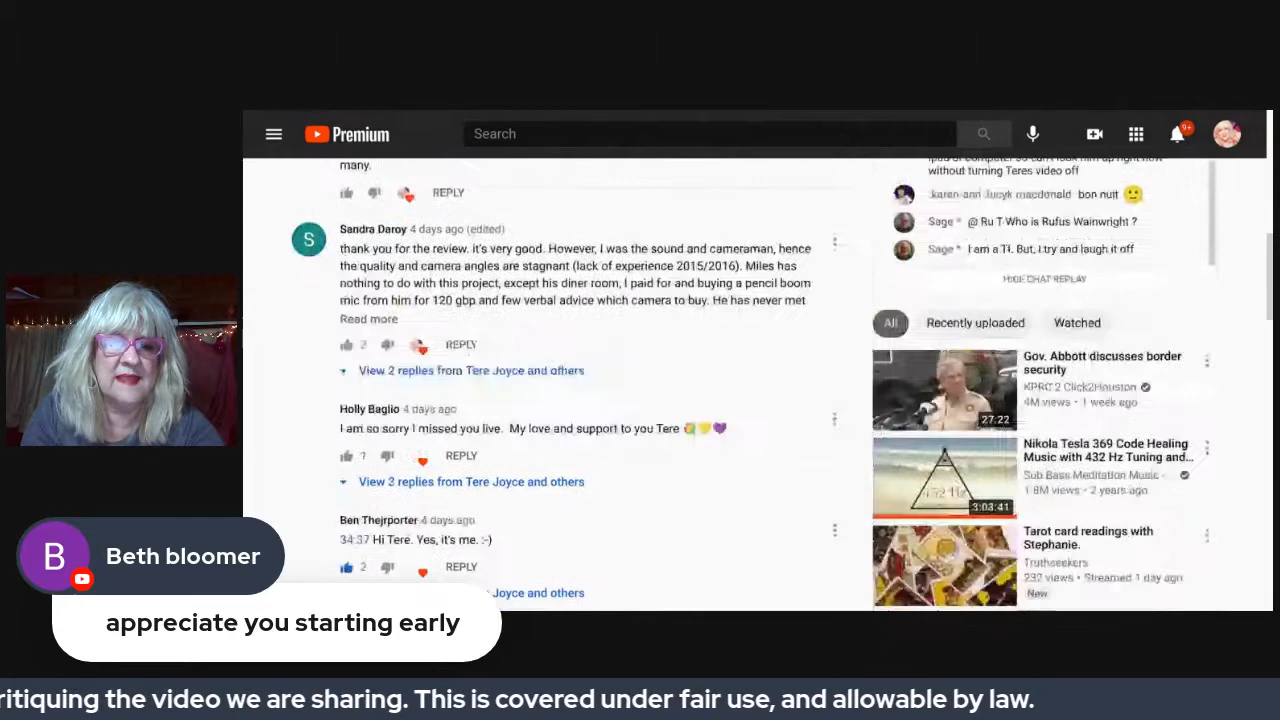 Premium
Search
9+
many.
REPLY
Sandra Daroy 4 days ago (edited)
thank you for the review. it's very good. However, I was the sound and cameraman, hence
the quality and camera angles are stagnant (lack of experience 2015/2016). Miles has
nothing to do with this project, except his diner room, I paid for and buying a pencil boom
mic from him for 120 gbp and few verbal advice which camera to buy. He has never met
Read more
2
REPLY
View 2 replies from Tere Joyce and others
Holly Baglio 4 days ago
I am so sorry I missed you live. My love and support to you Tere
REPLY
View 3 replies from Tere Joyce and others
Ben Thejrporter 4 days ago
34:37 Hi Tere. Yes, it's me. :-)
2
REPLY
Joyce and others
without turning Teres video off
karen-ann lucyk macdonald bon nuit
Sage * @ Ru T Who is Rufus Wainwright ?
Sage * I am a TI. But, I try and laugh it off
HIDE CHAT REPLAY
All
Recently uploaded
Watched
Gov. Abbott discusses border
security
KPRC 2 Click2Houston
4M views • 1 week ago
27:22
Nikola Tesla 369 Code Healing
Music with 432 Hz Tuning and...
Sub Bass Meditation Music -
1.8M views • 2 years ago
432 Hz
3:03:41
Tarot card readings with
Stephanie.
Truthseekers
232 views • Streamed 1 day ago
New
S
B
Beth bloomer
appreciate you starting early
ritiquing the video we are sharing. This is covered under fair use, and allowable by law.